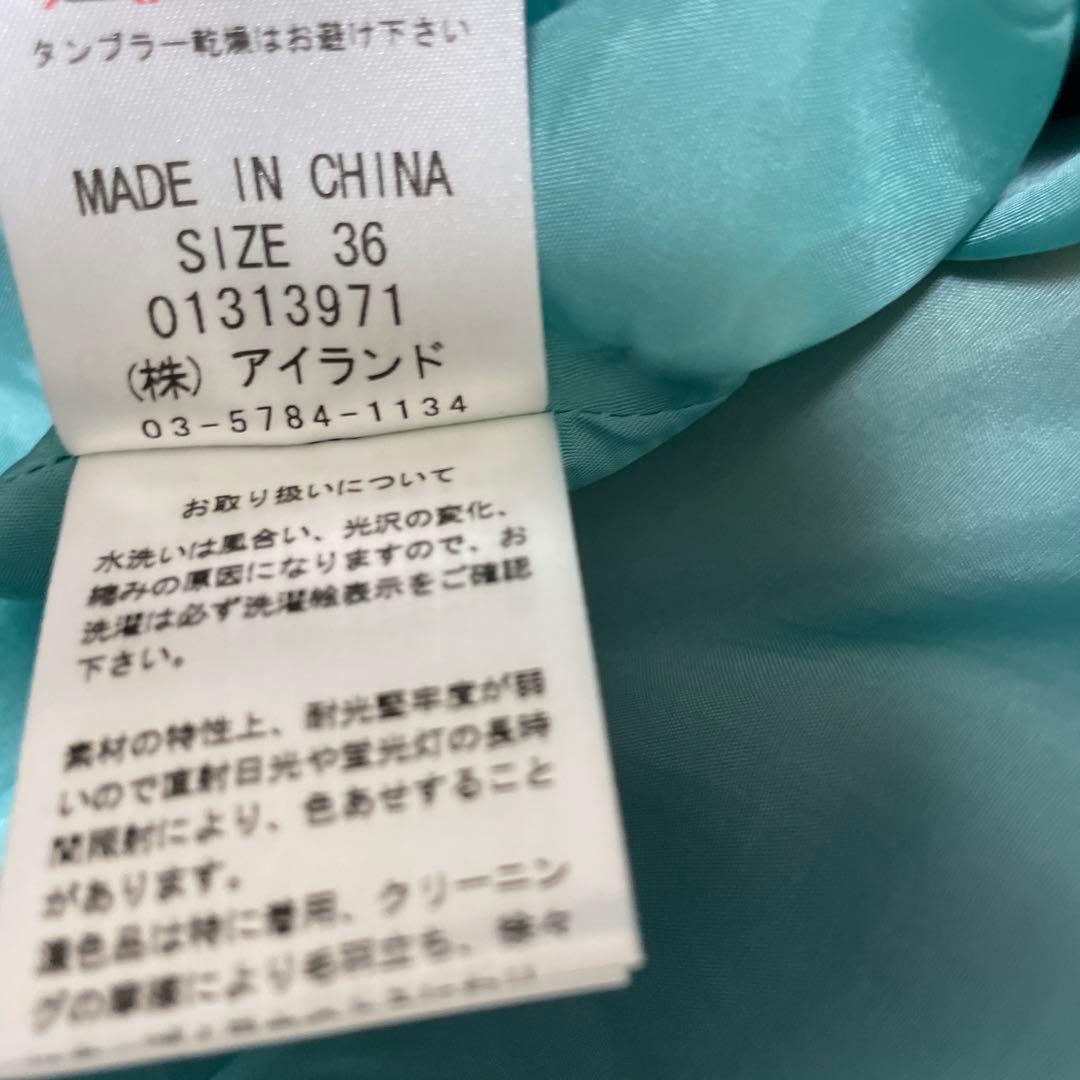 タンブラー乾燥はお避け下さい
MADE IN CHINA
SIZE 36
01313971
(株) アイランド
03-5784-1134
お取り扱いについて
水洗いは風合い、光沢の変化、
縮みの原因になりますので、お
洗濯は必ず洗濯絵表示をご確認
下さい。
素材の特性上、耐光堅牢度が弱
いので直射日光や蛍光灯の長時
間照射により、色あせすること
があります。
濃色品は特に着用、クリーニン
グの摩擦により毛羽立ち、徐々